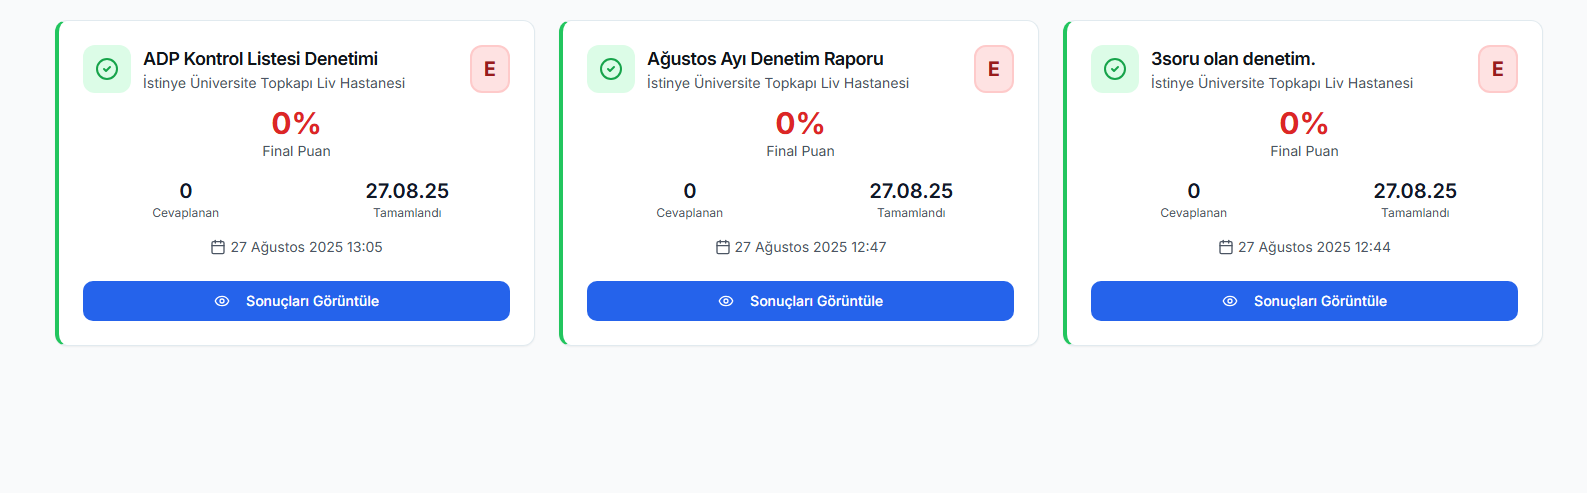 ADP Kontrol Listesi Denetimi
İstinye Üniversite Topkapı Liv Hastanesi
E
0%
Final Puan
0
Cevaplanan
27.08.25
Tamamlandı
27 Ağustos 2025 13:05
Sonuçları Görüntüle
Ağustos Ayı Denetim Raporu
İstinye Üniversite Topkapı Liv Hastanesi
E
0%
Final Puan
0
Cevaplanan
27.08.25
Tamamlandı
27 Ağustos 2025 12:47
Sonuçları Görüntüle
3soru olan denetim.
İstinye Üniversite Topkapı Liv Hastanesi
E
0%
Final Puan
0
Cevaplanan
27.08.25
Tamamlandı
27 Ağustos 2025 12:44
Sonuçları Görüntüle